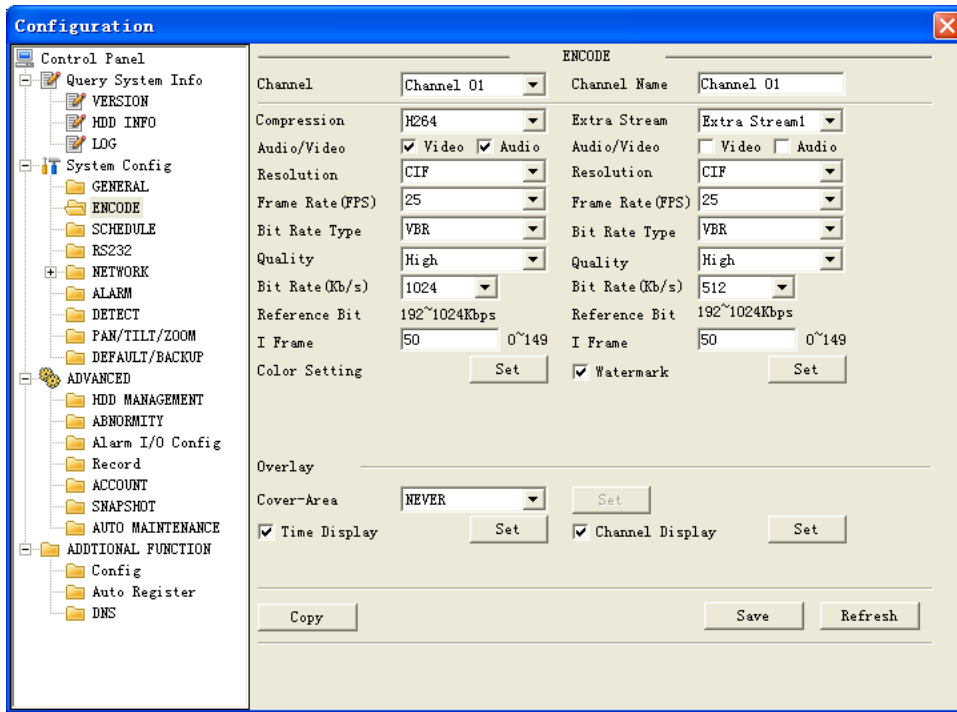 Configuration
Control Panel
Query System Info
VERSION
HDD INFO
LOG
System Config
GENERAL
ENCODE
SCHEDULE
RS232
NETWORK
ALARM
DETECT
PAN/TILT/ZOOM
DEFAULT/BACKUP
ADVANCED
HDD MANAGEMENT
ABNORMITY
Alarm I/O Config
Record
ACCOUNT
SNAPSHOT
AUTO MAINTENANCE
ADDTIONAL FUNCTION
Config
Auto Register
DNS
ENCODE
Channel Channel 01 Channel Name Channel 01
Compression H264 Extra Stream Extra Stream1
Audio/Video Video Audio Audio/Video Video Audio
Resolution CIF Resolution CIF
Frame Rate(FPS) 25 Frame Rate(FPS) 25
Bit Rate Type VBR Bit Rate Type VBR
Quality High Quality High
Bit Rate(Kb/s) 1024 Bit Rate(Kb/s) 512
Reference Bit 192~1024Kbps Reference Bit 192~1024Kbps
I Frame 50 0~149 I Frame 50 0~149
Color Setting Set Watermark Set
Overlay
Cover-Area NEVER Set
Time Display Set Channel Display Set
Copy Save Refresh